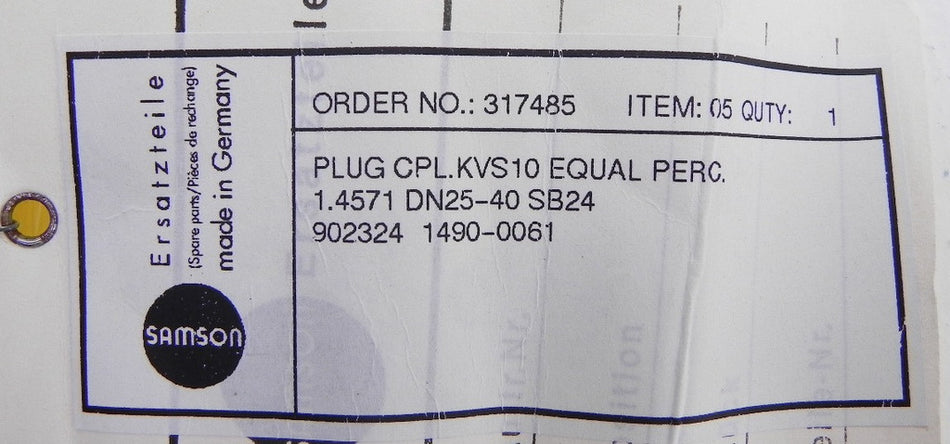 Ersatzteile
(Spare parts/Pièces de rechange)
made in Germany
SAMSON
ORDER NO.: 317485 ITEM: 05 QUTY: 1
PLUG CPL.KVS10 EQUAL PERC.
1.4571 DN25-40 SB24
902324 1490-0061